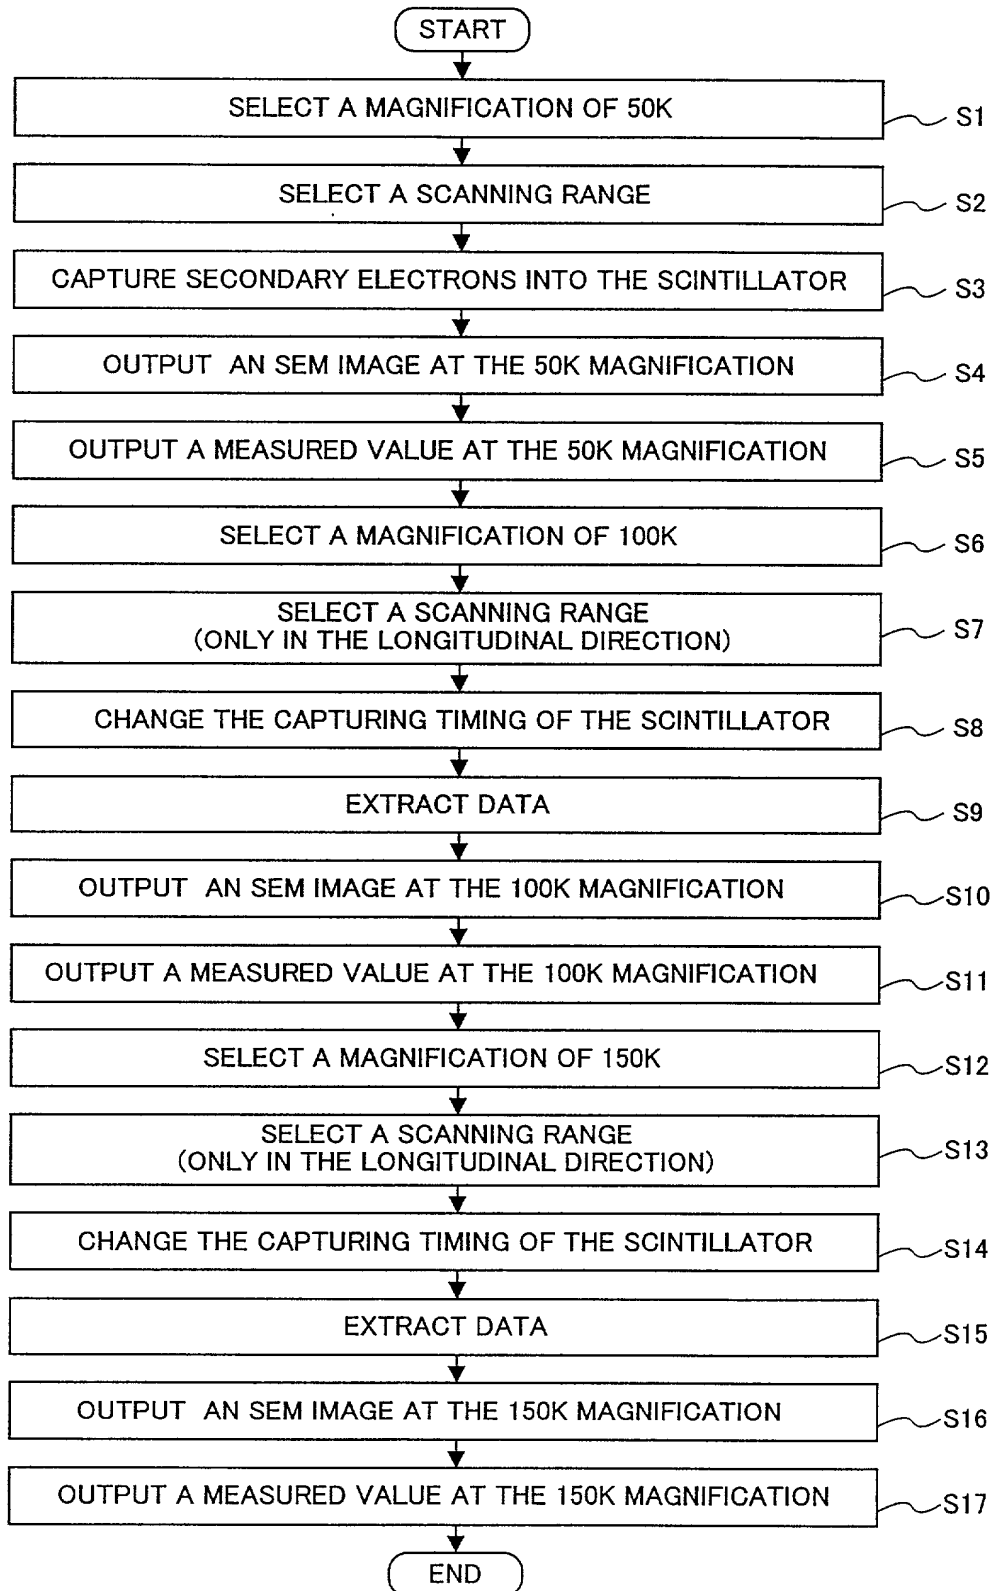 START
SELECT A MAGNIFICATION OF 50K
S1
SELECT A SCANNING RANGE
S2
CAPTURE SECONDARY ELECTRONS INTO THE SCINTILLATOR
S3
OUTPUT AN SEM IMAGE AT THE 50K MAGNIFICATION
S4
OUTPUT A MEASURED VALUE AT THE 50K MAGNIFICATION
S5
SELECT A MAGNIFICATION OF 100K
S6
SELECT A SCANNING RANGE
(ONLY IN THE LONGITUDINAL DIRECTION)
S7
CHANGE THE CAPTURING TIMING OF THE SCINTILLATOR
S8
EXTRACT DATA
S9
OUTPUT AN SEM IMAGE AT THE 100K MAGNIFICATION
S10
OUTPUT A MEASURED VALUE AT THE 100K MAGNIFICATION
S11
SELECT A MAGNIFICATION OF 150K
S12
SELECT A SCANNING RANGE
(ONLY IN THE LONGITUDINAL DIRECTION)
S13
CHANGE THE CAPTURING TIMING OF THE SCINTILLATOR
S14
EXTRACT DATA
S15
OUTPUT AN SEM IMAGE AT THE 150K MAGNIFICATION
S16
OUTPUT A MEASURED VALUE AT THE 150K MAGNIFICATION
S17
END